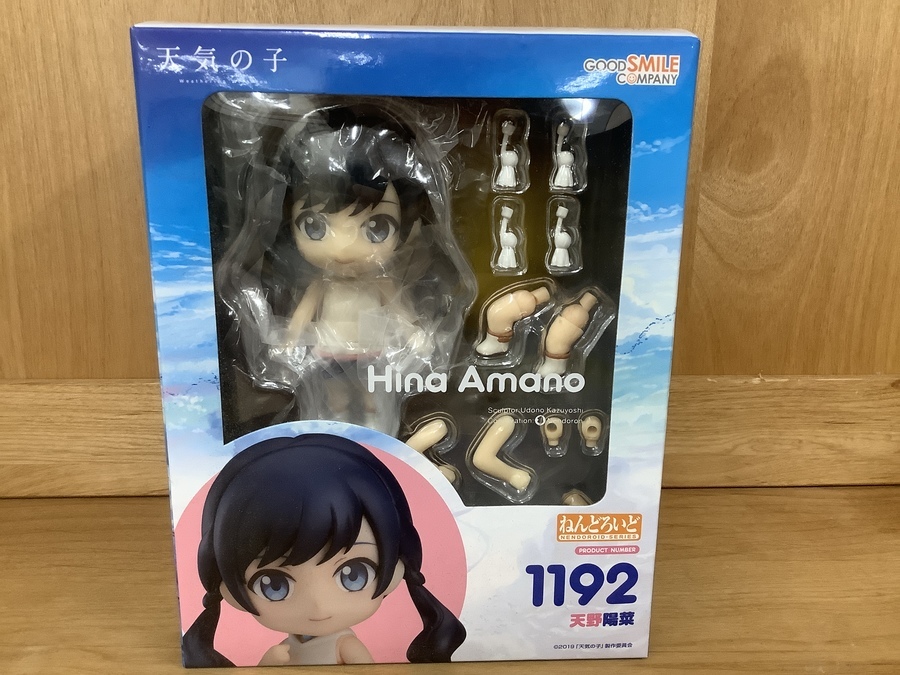 天気の子
GOOD SMILE
COMPANY
Hina Amano
Sculptor:Udono Kazuyoshi
ねんどろいど
NENDOROID-SERIES
PRODUCT NUMBER
1192
天野陽菜
©2019「天気の子」製作委員会